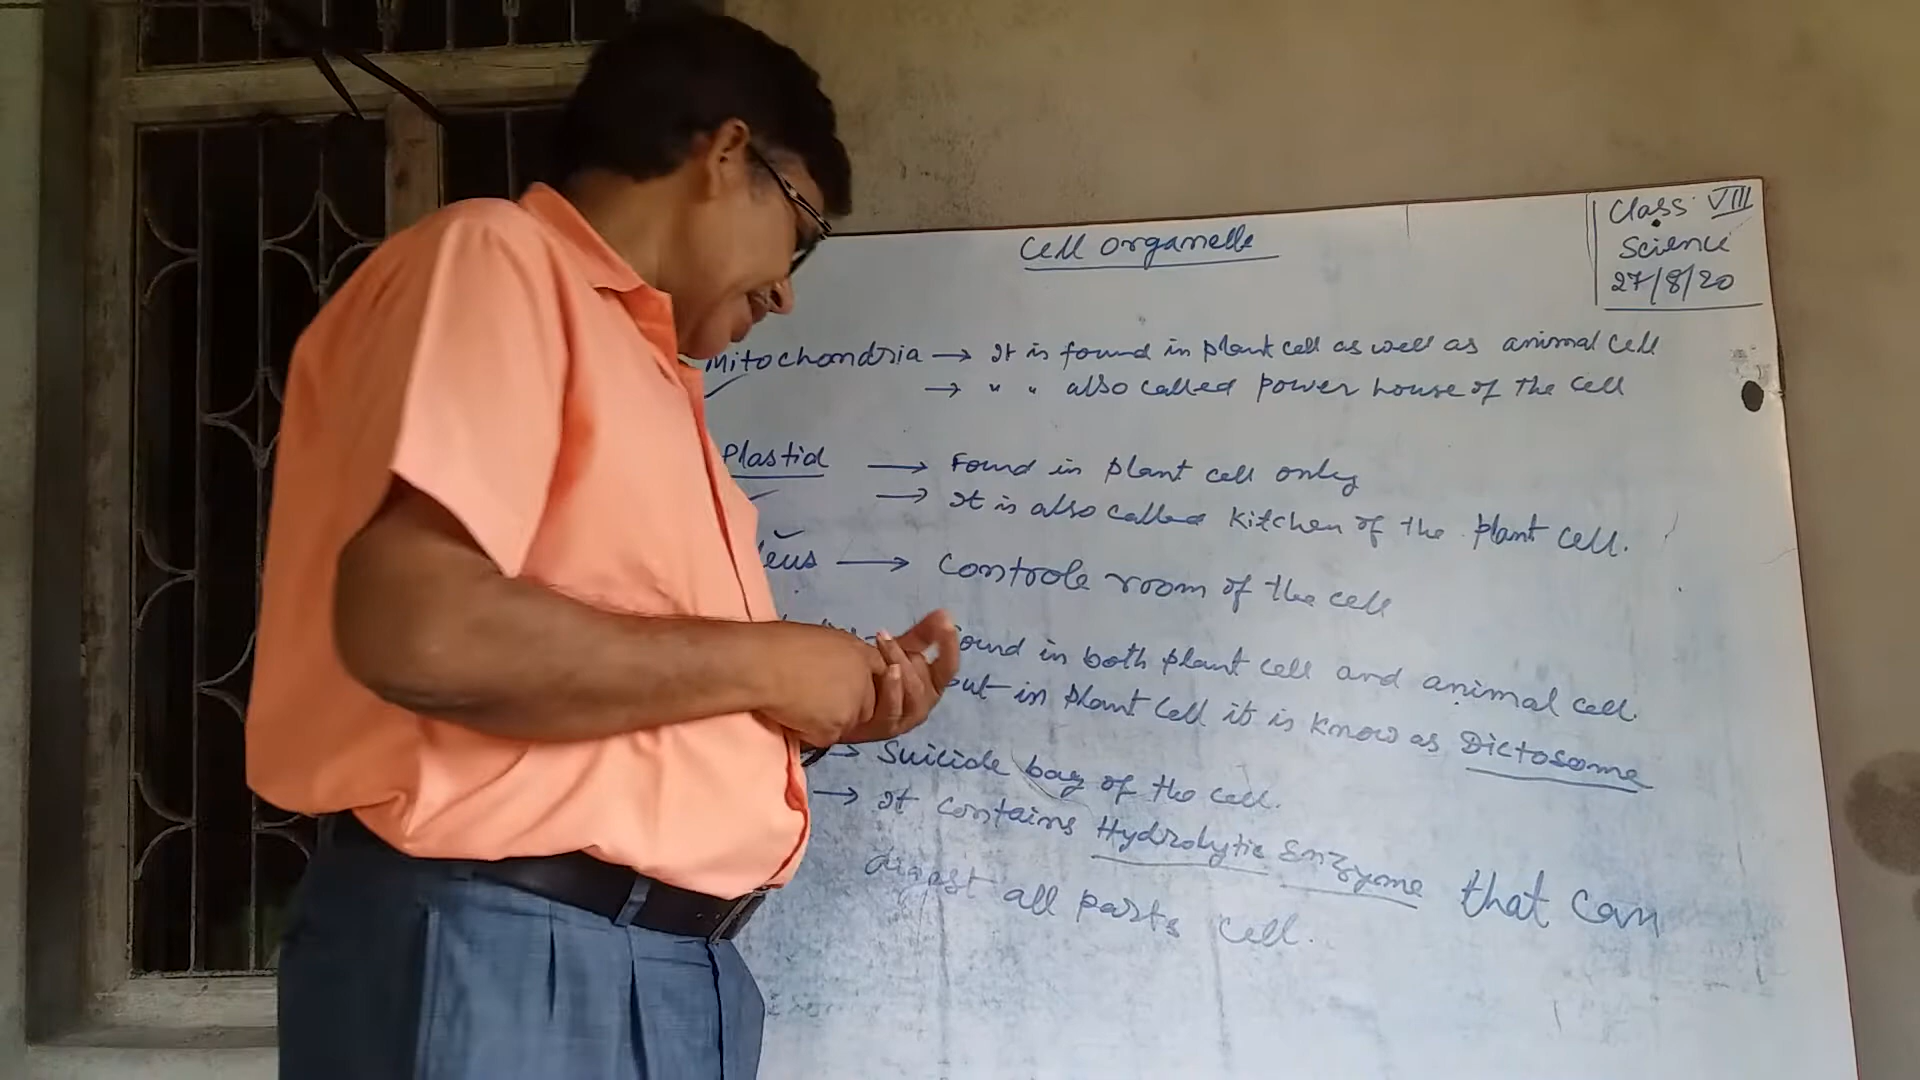 Class VIII
Science
27/8/20
Cell Organelle
Mitochondria → It is found in plant cell as well as animal cell
→ " " also called power house of the cell
Plastid → Found in plant cell only
→ It is also called Kitchen of the plant cell.
leus → Controle room of the cell
ound in both plant cell and animal cell.
but in plant cell it is know as Dictosome
→ Suicide bag of the cell.
→ It contains Hydrolytic Enzyme that can
digest all parts cell.